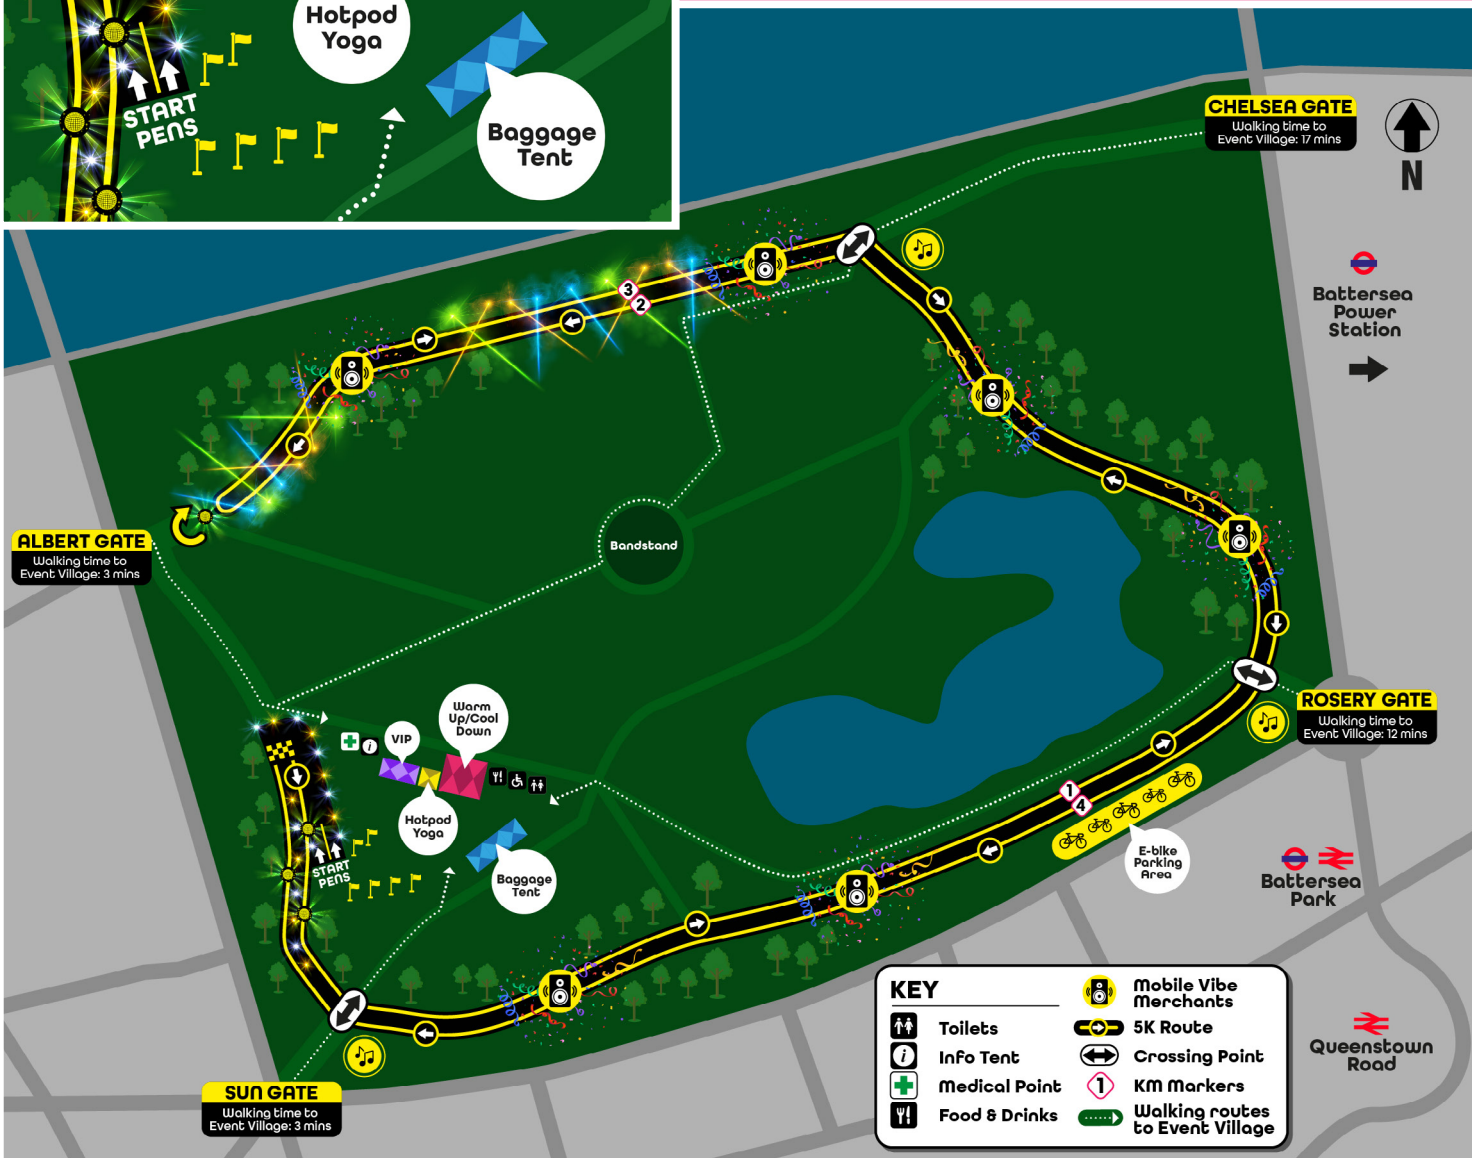 Hotpod
Yoga
START
PENS
Baggage
Tent
CHELSEA GATE
Walking time to
Event Village: 17 mins
N
Battersea
Power
Station
3
2
ALBERT GATE
Walking time to
Event Village: 3 mins
Bandstand
ROSERY GATE
Walking time to
Event Village: 12 mins
Warm
Up/Cool
Down
VIP
i
Hotpod
Yoga
START
PENS
Baggage
Tent
1
4
E-bike
Parking
Area
Battersea
Park
Queenstown
Road
SUN GATE
Walking time to
Event Village: 3 mins
KEY
Toilets
i Info Tent
Medical Point
Food & Drinks
Mobile Vibe
Merchants
5K Route
Crossing Point
1 KM Markers
Walking routes
to Event Village